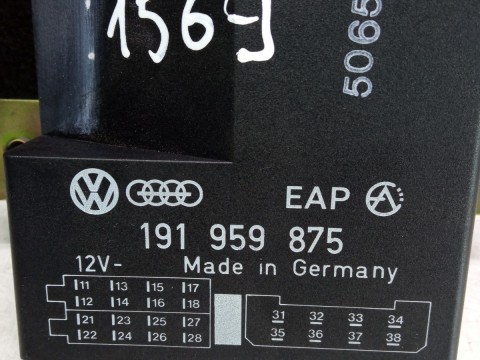 1569
5065
VW
EAP
191 959 875
12V- Made in Germany
11 13 15 17
12 14 16 18
21 23 25 27
22 24 26 28
31 32 33 34
35 36 37 38